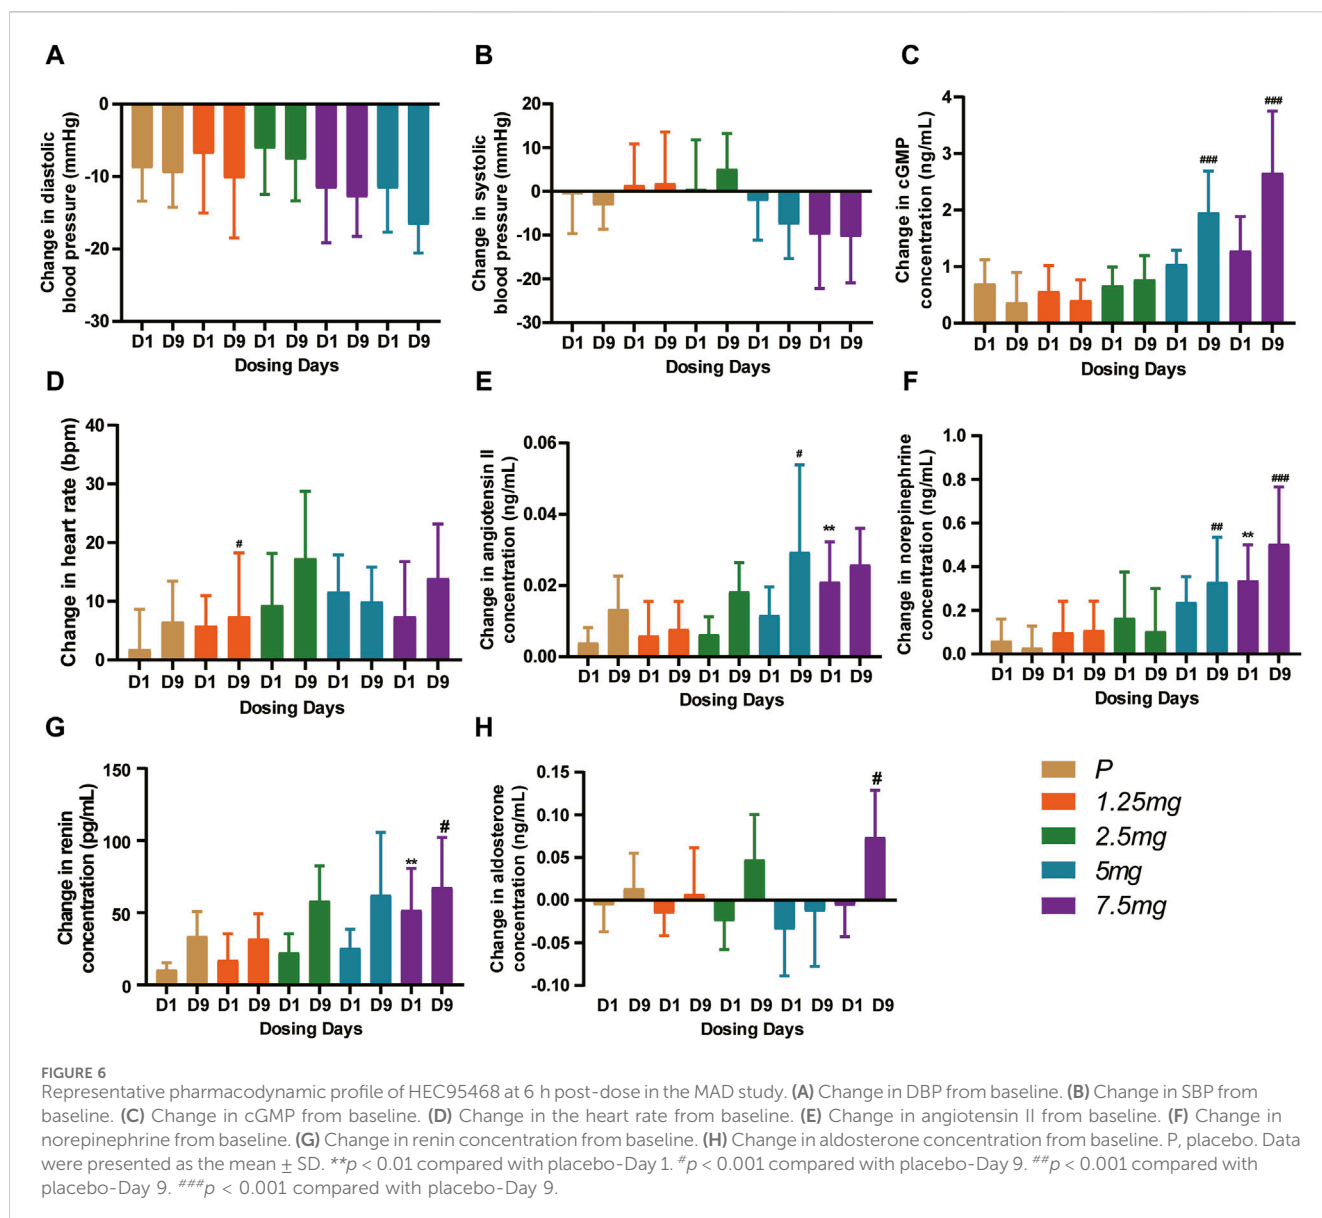 A
Change in diastolic
blood pressure (mmHg)
0
-10
-20
-30
D1 D9 D1 D9 D1 D9 D1 D9 D1 D9
Dosing Days
B
Change in systolic
blood pressure (mmHg)
20
10
0
-10
-20
-30
D1 D9 D1 D9 D1 D9 D1 D9 D1 D9
Dosing Days
C
Change in cGMP
concentration (ng/mL)
4
3
2
1
0
###
###
D1 D9 D1 D9 D1 D9 D1 D9 D1 D9
Dosing Days
D
Change in heart rate (bpm)
40
30
20
10
0
#
D1 D9 D1 D9 D1 D9 D1 D9 D1 D9
Dosing Days
E
Change in angiotensin II
concentration (ng/mL)
0.06
0.04
0.02
0.00
#
**
D1 D9 D1 D9 D1 D9 D1 D9 D1 D9
Dosing Days
F
Change in norepinephrine
concentration (ng/mL)
1.0
0.8
0.6
0.4
0.2
0.0
##
**
###
D1 D9 D1 D9 D1 D9 D1 D9 D1 D9
Dosing Days
G
Change in renin
concentration (pg/mL)
150
100
50
0
**
#
D1 D9 D1 D9 D1 D9 D1 D9 D1 D9
Dosing Days
H
Change in aldosterone
concentration (ng/mL)
0.15
0.10
0.05
0.00
-0.05
-0.10
#
D1 D9 D1 D9 D1 D9 D1 D9 D1 D9
Dosing Days
P
1.25mg
2.5mg
5mg
7.5mg
FIGURE 6
Representative pharmacodynamic profile of HEC95468 at 6 h post-dose in the MAD study. (A) Change in DBP from baseline. (B) Change in SBP from
baseline. (C) Change in cGMP from baseline. (D) Change in the heart rate from baseline. (E) Change in angiotensin II from baseline. (F) Change in
norepinephrine from baseline. (G) Change in renin concentration from baseline. (H) Change in aldosterone concentration from baseline. P, placebo. Data
were presented as the mean ± SD. **p < 0.01 compared with placebo-Day 1. #p < 0.001 compared with placebo-Day 9. ##p < 0.001 compared with
placebo-Day 9. ###p < 0.001 compared with placebo-Day 9.